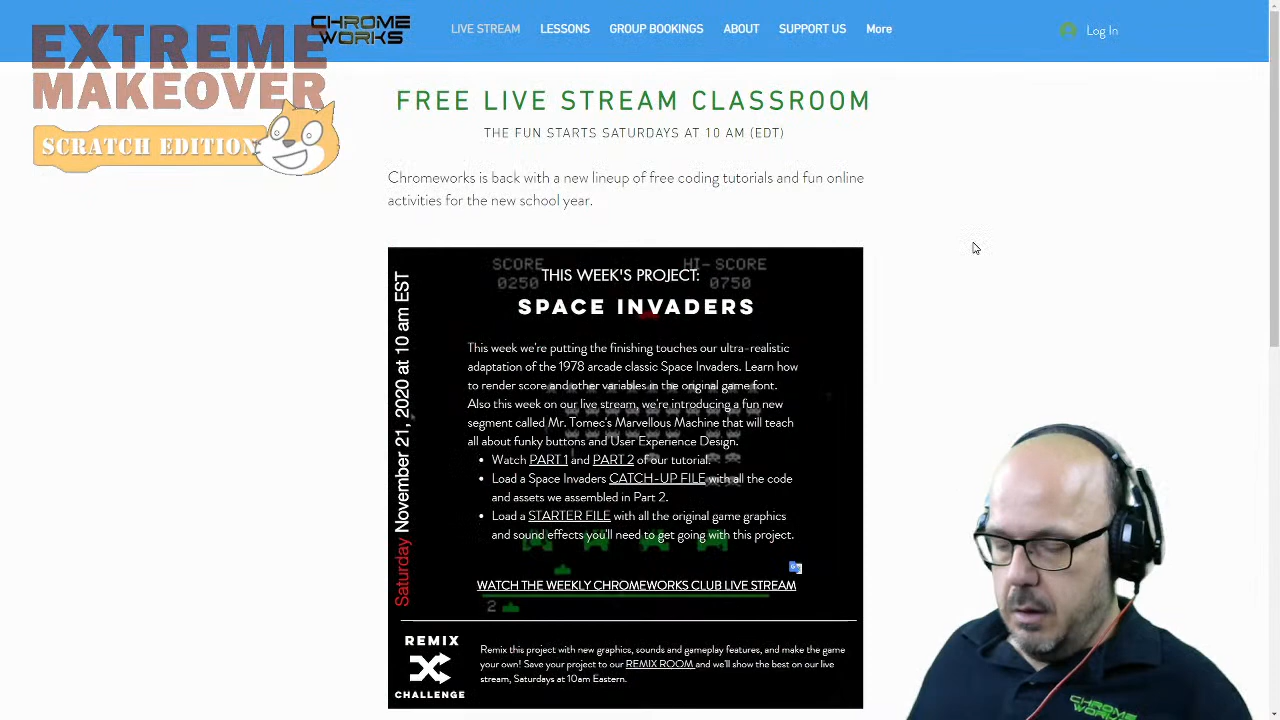 EXTREME
MAKEOVER
SCRATCH EDITION
CHROME
WORKS
LIVE STREAM LESSONS GROUP BOOKINGS ABOUT SUPPORT US More
Log In
FREE LIVE STREAM CLASSROOM
THE FUN STARTS SATURDAYS AT 10 AM (EDT)
Chromeworks is back with a new lineup of free coding tutorials and fun online
activities for the new school year.
Saturday November 21, 2020 at 10 am EST
SCORE HI-SCORE
0250 0750
THIS WEEK'S PROJECT:
SPACE INVADERS
This week we're putting the finishing touches our ultra-realistic
adaptation of the 1978 arcade classic Space Invaders. Learn how
to render score and other variables in the original game font.
Also this week on our live stream, we're introducing a fun new
segment called Mr. Tomec's Marvellous Machine that will teach
all about funky buttons and User Experience Design.
• Watch PART 1 and PART 2 of our tutorial.
• Load a Space Invaders CATCH-UP FILE with all the code
and assets we assembled in Part 2.
• Load a STARTER FILE with all the original game graphics
and sound effects you'll need to get going with this project.
WATCH THE WEEKLY CHROMEWORKS CLUB LIVE STREAM
2
REMIX
CHALLENGE
Remix this project with new graphics, sounds and gameplay features, and make the game
your own! Save your project to our REMIX ROOM and we'll show the best on our live
stream, Saturdays at 10am Eastern.
CHROME
WORKS